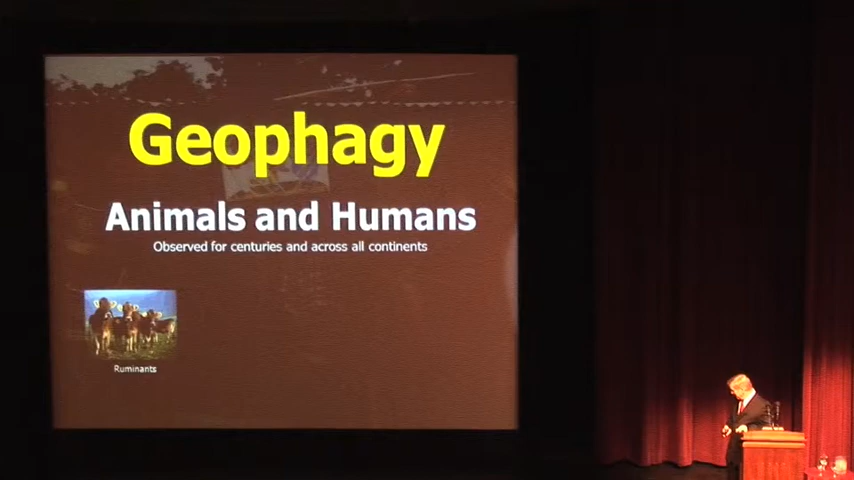 Geophagy
Animals and Humans
Observed for centuries and across all continents
Ruminants